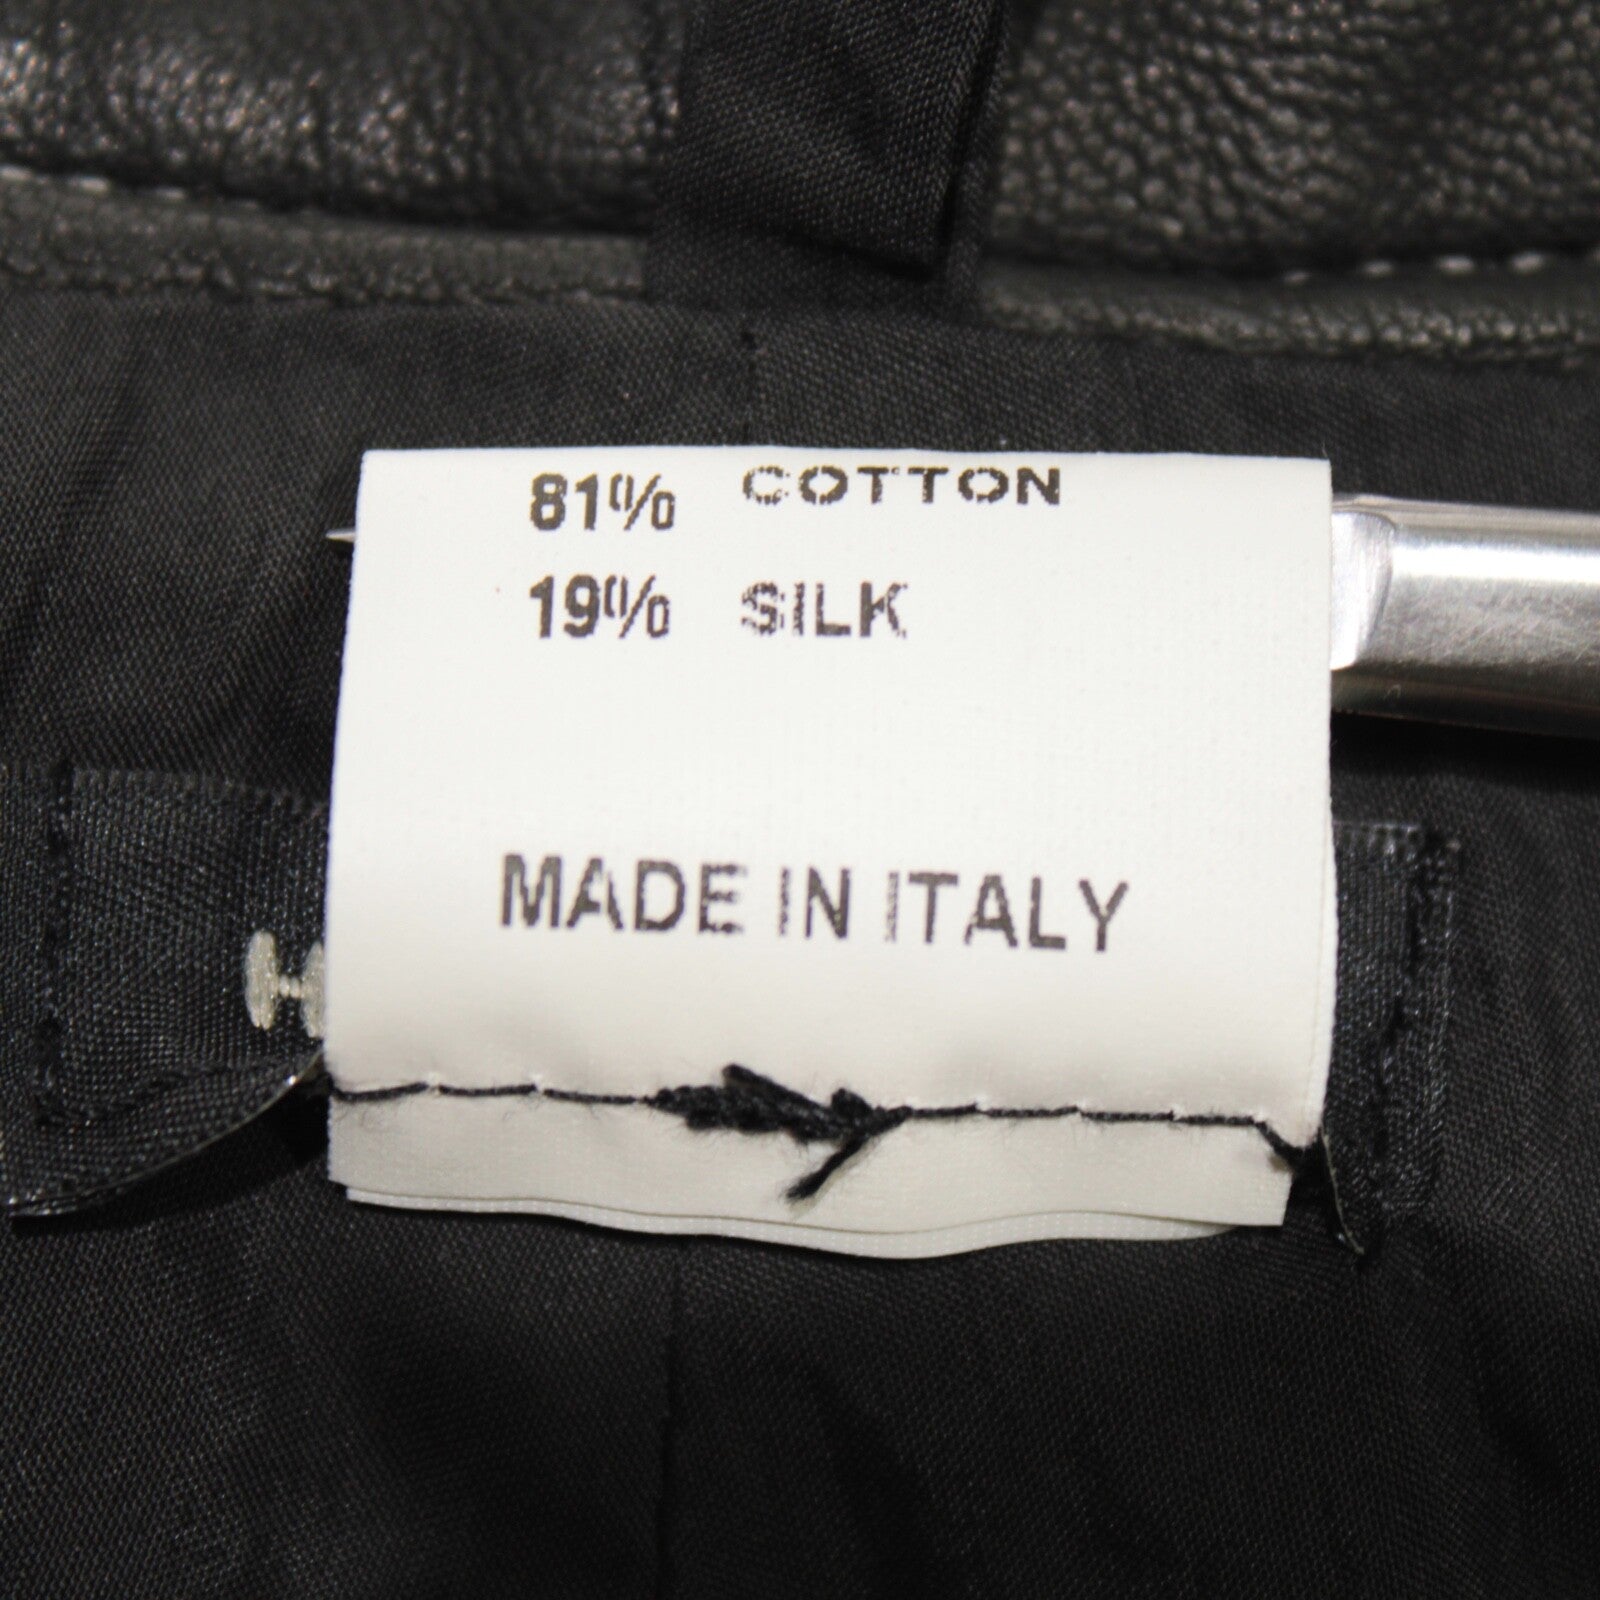 81% COTTON
19% SILK
MADE IN ITALY